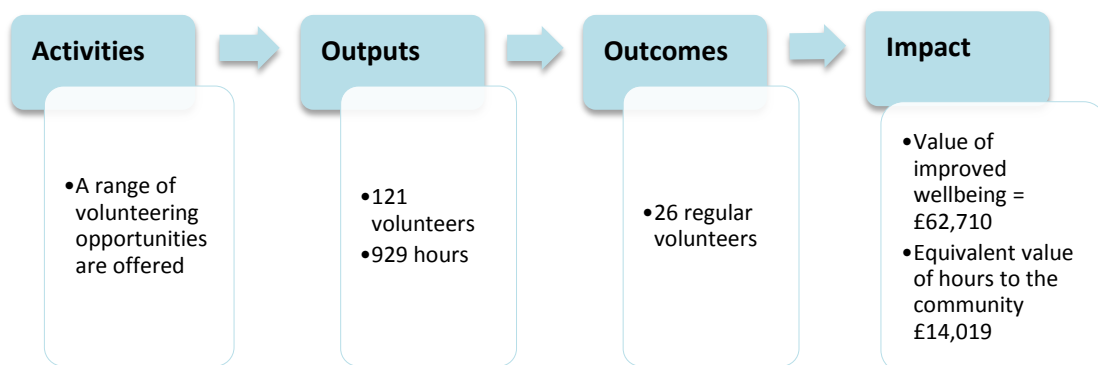 Activities
•A range of
volunteering
opportunities
are offered
Outputs
•121
volunteers
•929 hours
Outcomes
•26 regular
volunteers
Impact
•Value of
improved
wellbeing =
£62,710
•Equivalent value
of hours to the
community
£14,019